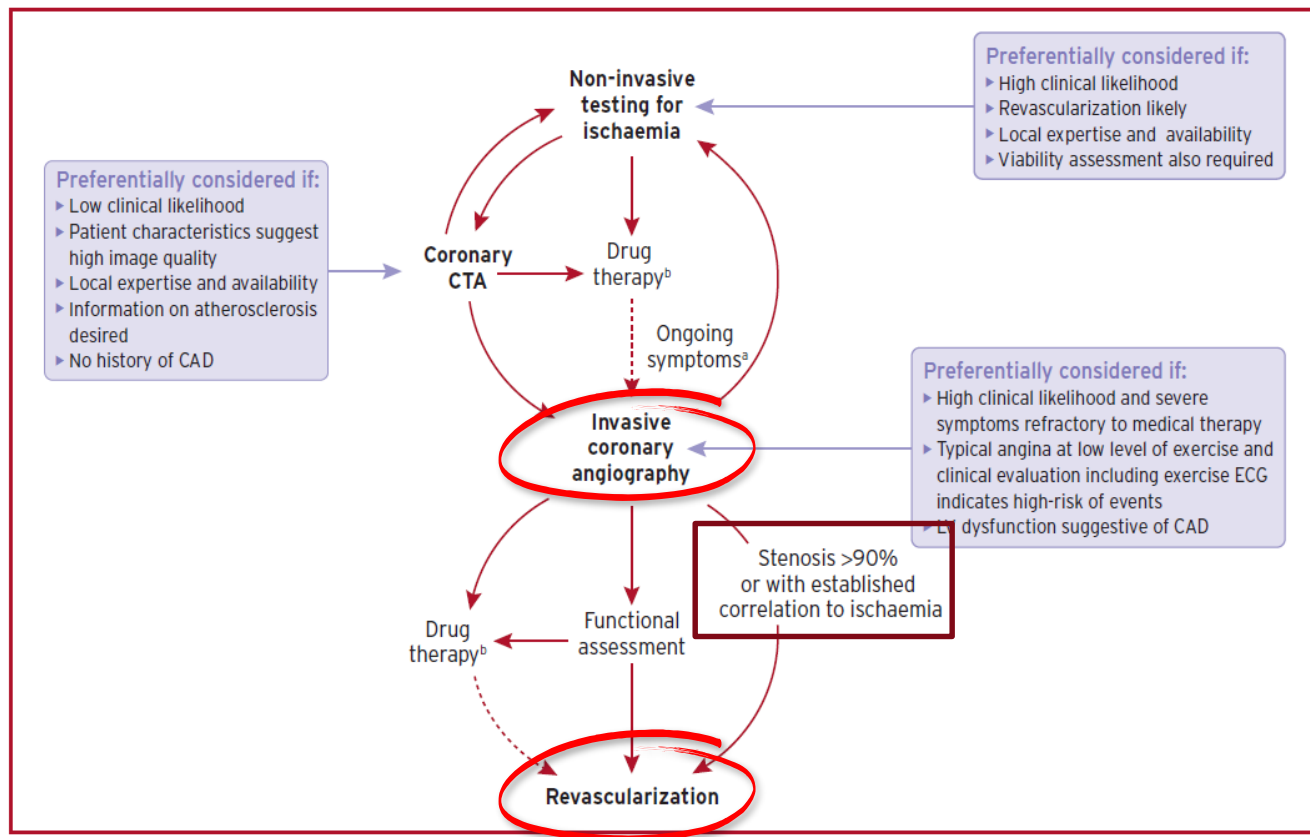 Non-invasive
testing for
ischaemia
Preferentially considered if:
▸ High clinical likelihood
▸ Revascularization likely
▸ Local expertise and availability
▸ Viability assessment also required
Preferentially considered if:
▸ Low clinical likelihood
▸ Patient characteristics suggest
high image quality
▸ Local expertise and availability
▸ Information on atherosclerosis
desired
▸ No history of CAD
Coronary
CTA
Drug
therapyᵇ
Ongoing
symptomsᵃ
Invasive
coronary
angiography
Preferentially considered if:
▸ High clinical likelihood and severe
symptoms refractory to medical therapy
▸ Typical angina at low level of exercise and
clinical evaluation including exercise ECG
indicates high-risk of events
▸ LV dysfunction suggestive of CAD
Stenosis >90%
or with established
correlation to ischaemia
Drug
therapyᵇ
Functional
assessment
Revascularization